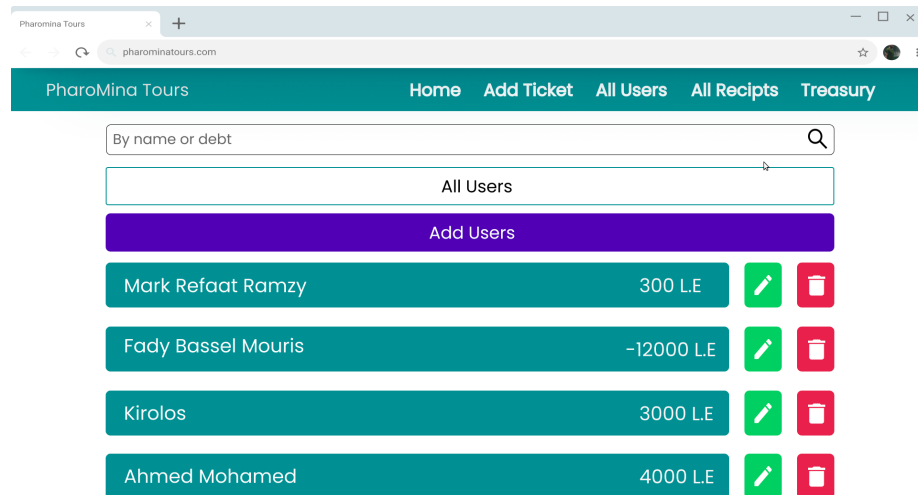 Pharomina Tours
pharominatours.com
PharoMina Tours Home Add Ticket All Users All Recipts Treasury
By name or debt
All Users
Add Users
Mark Refaat Ramzy 300 L.E
Fady Bassel Mouris -12000 L.E
Kirolos 3000 L.E
Ahmed Mohamed 4000 L.E